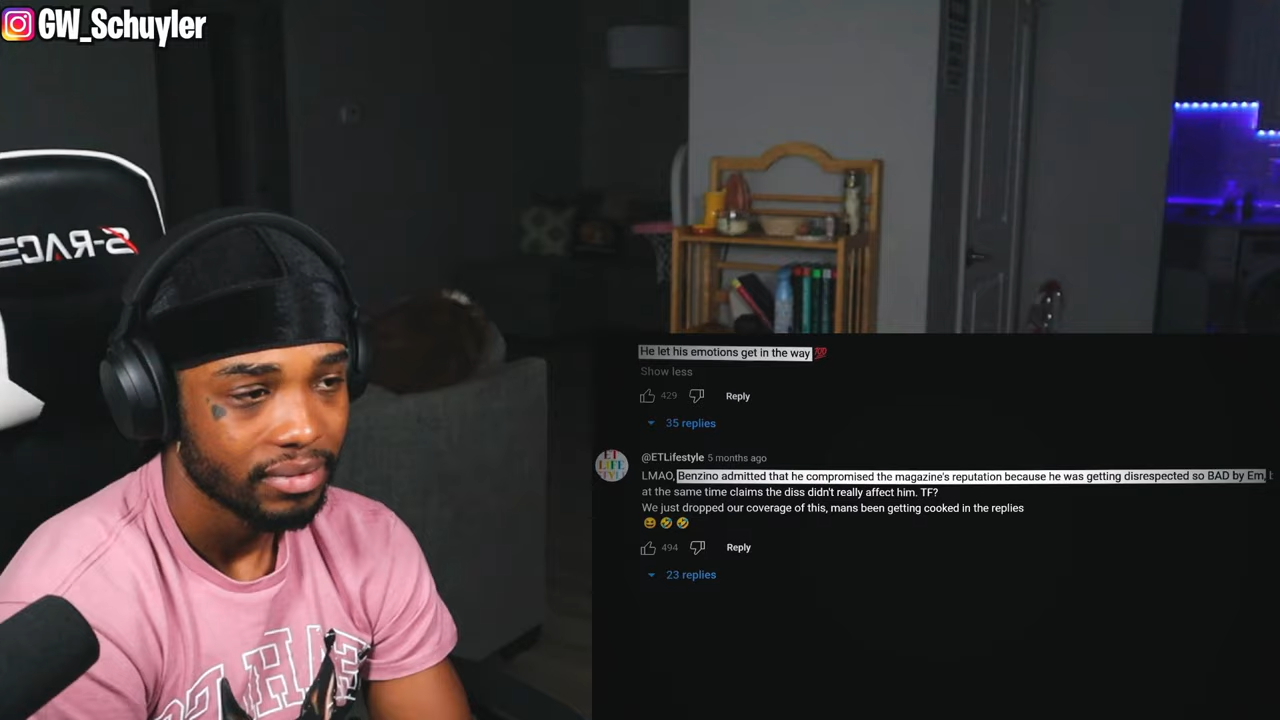 GW_Schuyler
S-RACE
He let his emotions get in the way 💯
Show less
429 Reply
35 replies
@ETLifestyle 5 months ago
LMAO, Benzino admitted that he compromised the magazine's reputation because he was getting disrespect so BAD by Em,
at the same time claims the diss didn't really affect him. TF?
We just dropped our coverage of this, mans been getting cooked in the replies
😆 🤣 🤣
494 Reply
23 replies